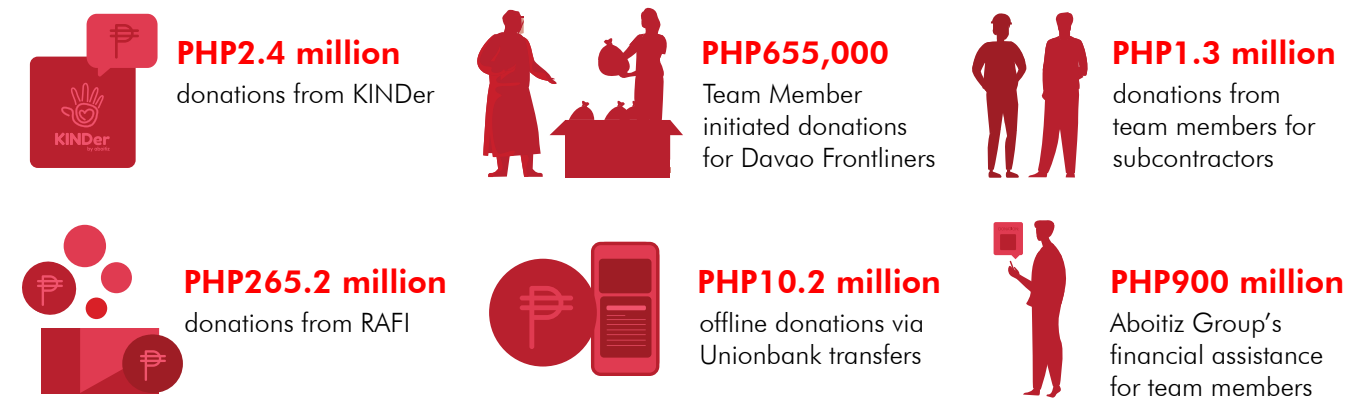 PHP2.4 million
donations from KINDer
KINDer
by aboitiz
PHP655,000
Team Member
initiated donations
for Davao Frontliners
PHP1.3 million
donations from
team members for
subcontractors
PHP265.2 million
donations from RAFI
PHP10.2 million
offline donations via
Unionbank transfers
PHP900 million
Aboitiz Group’s
financial assistance
for team members